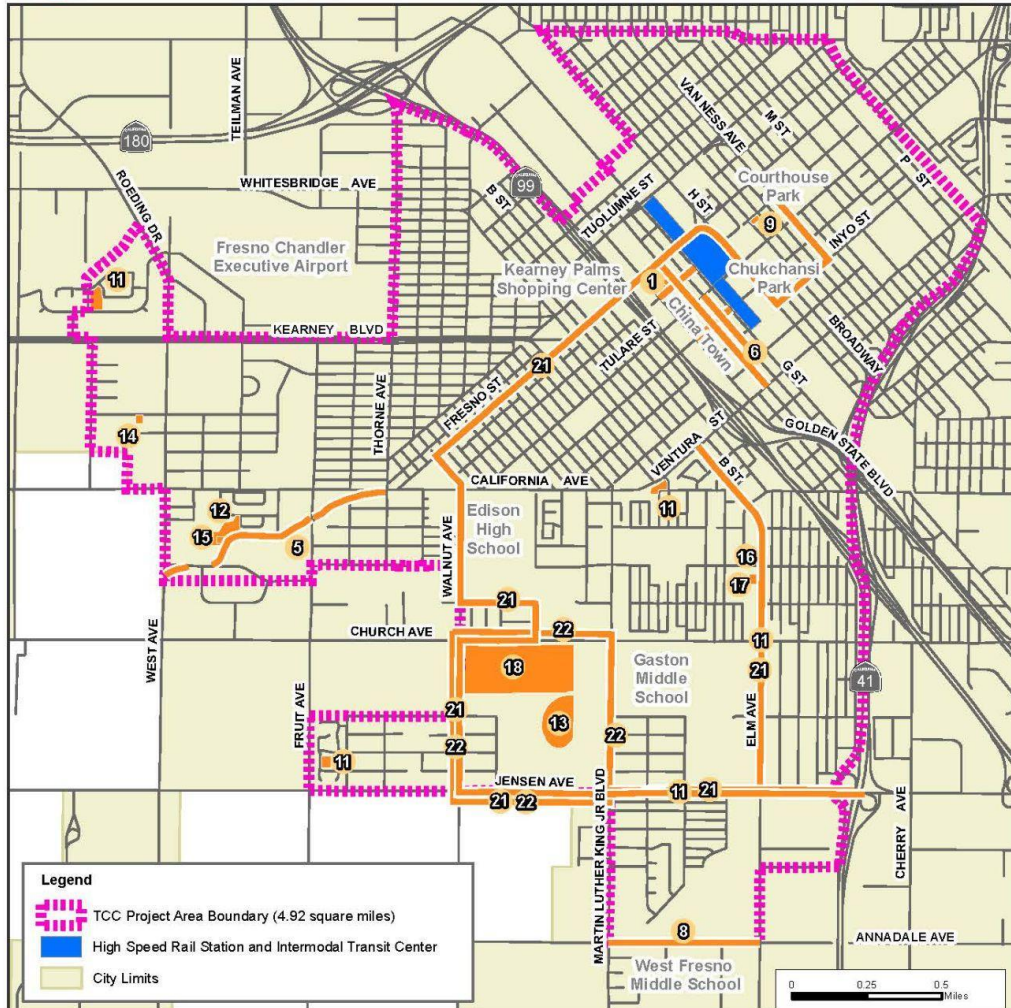 TEILMAN AVE
180
ROEDING DR
WHITESBRIDGE AVE
99
B ST
VAN NESS AVE
M ST
P ST
Courthouse
Park
9
TUOLUMNE ST
H ST
INYO ST
Fresno Chandler
Executive Airport
11
Kearney Palms
Shopping Center
1
Chukchansi
Park
China Town
KEARNEY BLVD
TULARE ST
6
G ST
BROADWAY
21
FRESNO ST
THORNE AVE
14
GOLDEN STATE BLVD
VENTURA ST
B ST.
CALIFORNIA AVE
Edison
High
School
11
12
15
5
16
17
WALNUT AVE
21
CHURCH AVE
22
WEST AVE
18
Gaston
Middle
School
11
21
41
ELM AVE
FRUIT AVE
21
13
22
22
11
JENSEN AVE
21 22
11 21
MARTIN LUTHER KING JR BLVD
CHERRY AVE
8
ANNADALE AVE
West Fresno
Middle School
Legend
TCC Project Area Boundary (4.92 square miles)
High Speed Rail Station and Intermodal Transit Center
City Limits
0 0.25 0.5
Miles